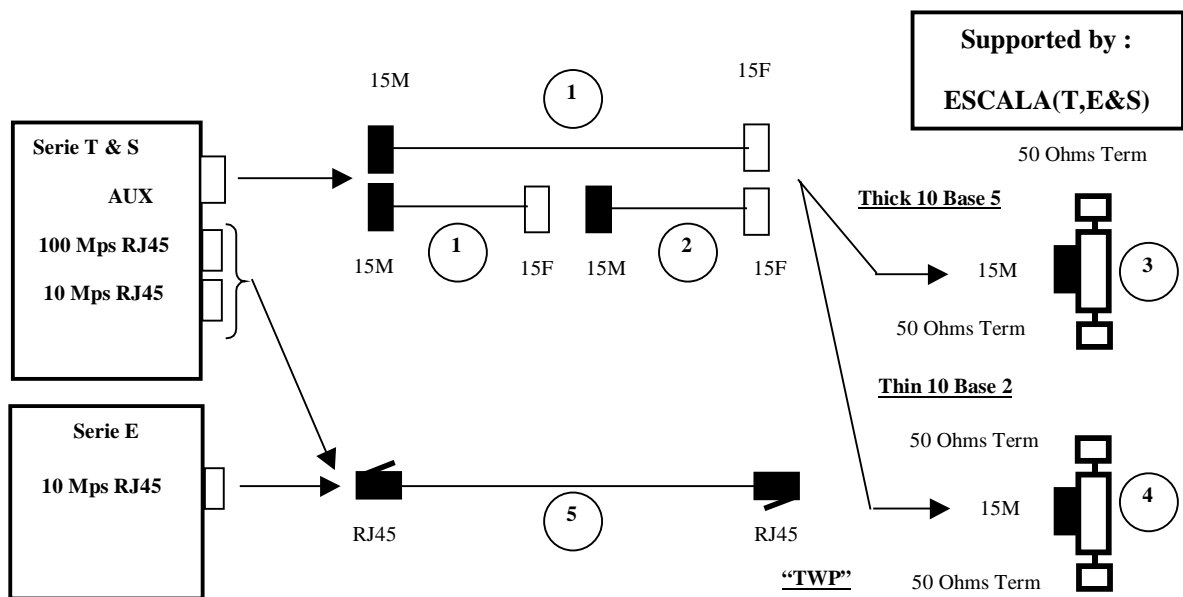 Supported by :
ESCALA(T,E&S)
15M
15F
1
Serie T & S
AUX
100 Mps RJ45
10 Mps RJ45
50 Ohms Term
Thick 10 Base 5
1
2
15M
15F
15M
15F
15M
3
50 Ohms Term
Thin 10 Base 2
Serie E
10 Mps RJ45
50 Ohms Term
RJ45
5
RJ45
15M
4
“TWP”
50 Ohms Term